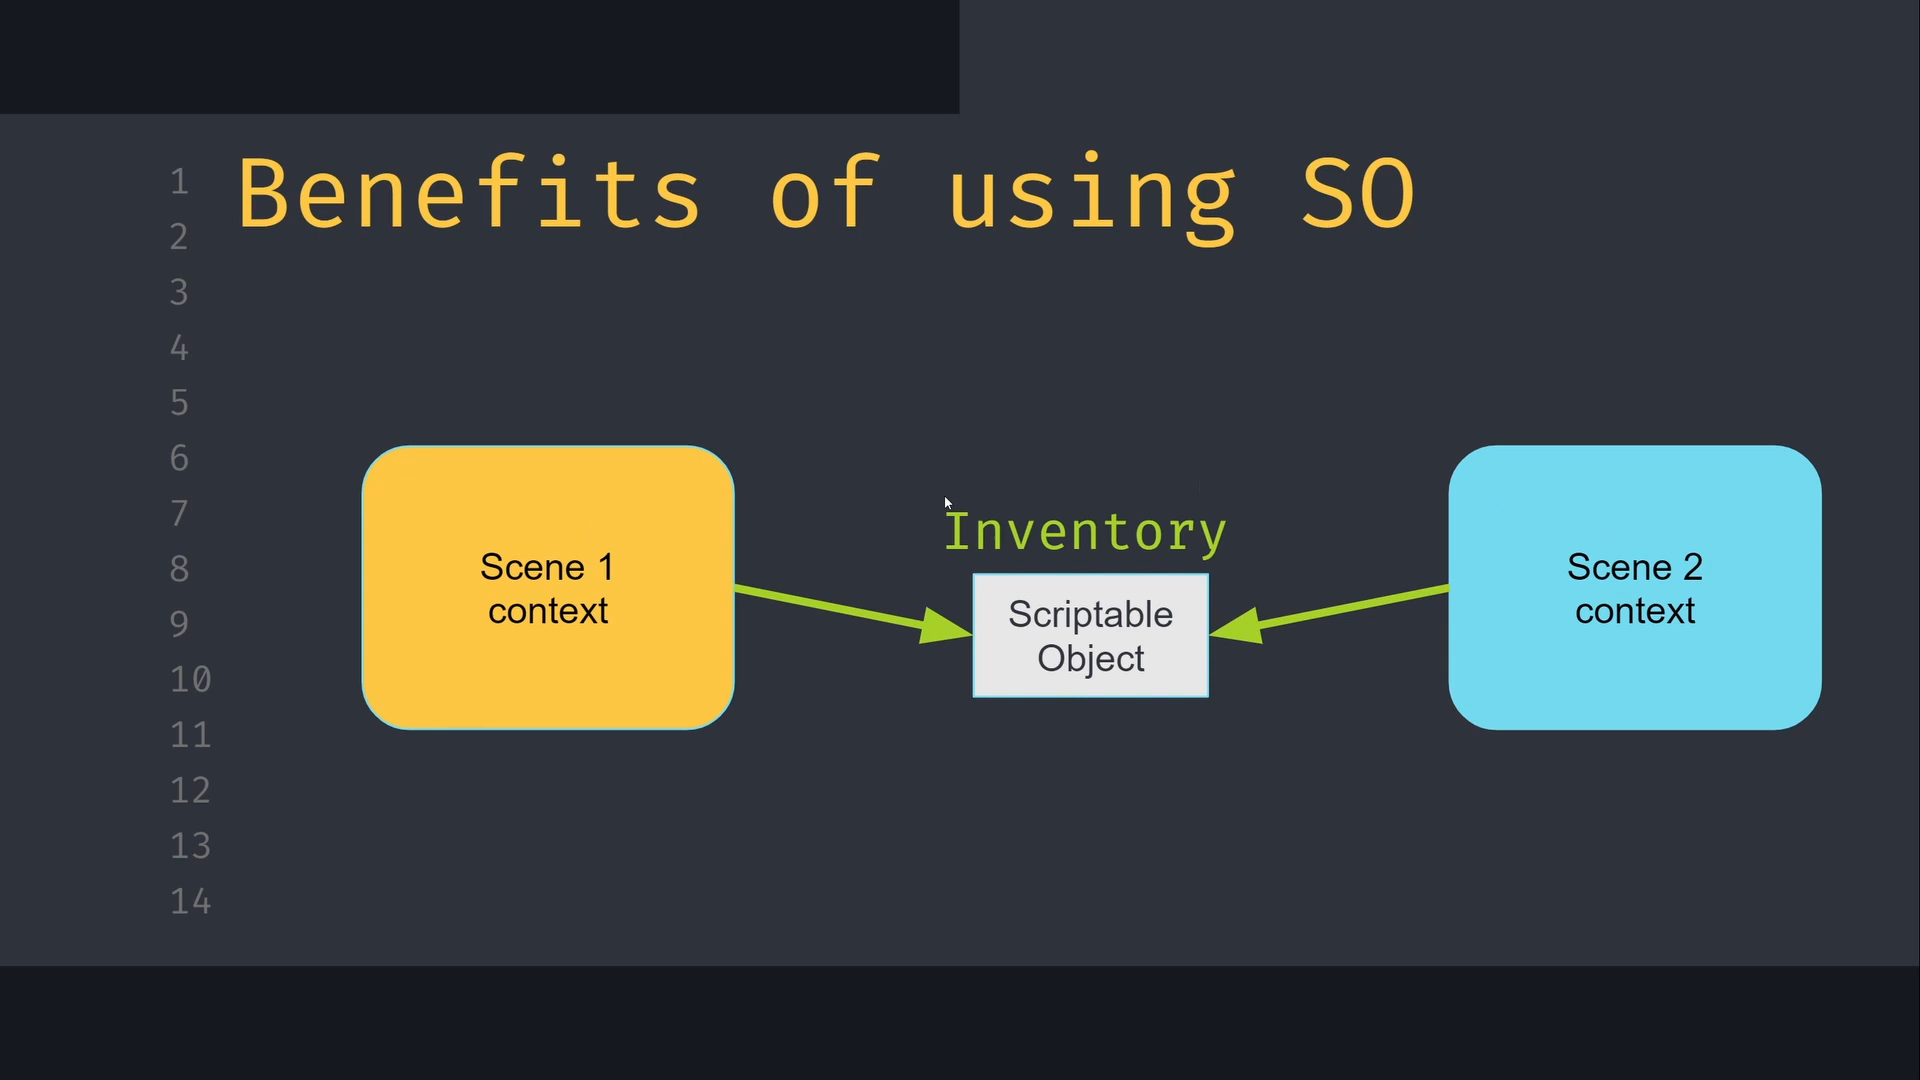 Benefits of using SO
1
2
3
4
5
6
7
8
9
10
11
12
13
14
Scene 1
context
Inventory
Scriptable
Object
Scene 2
context